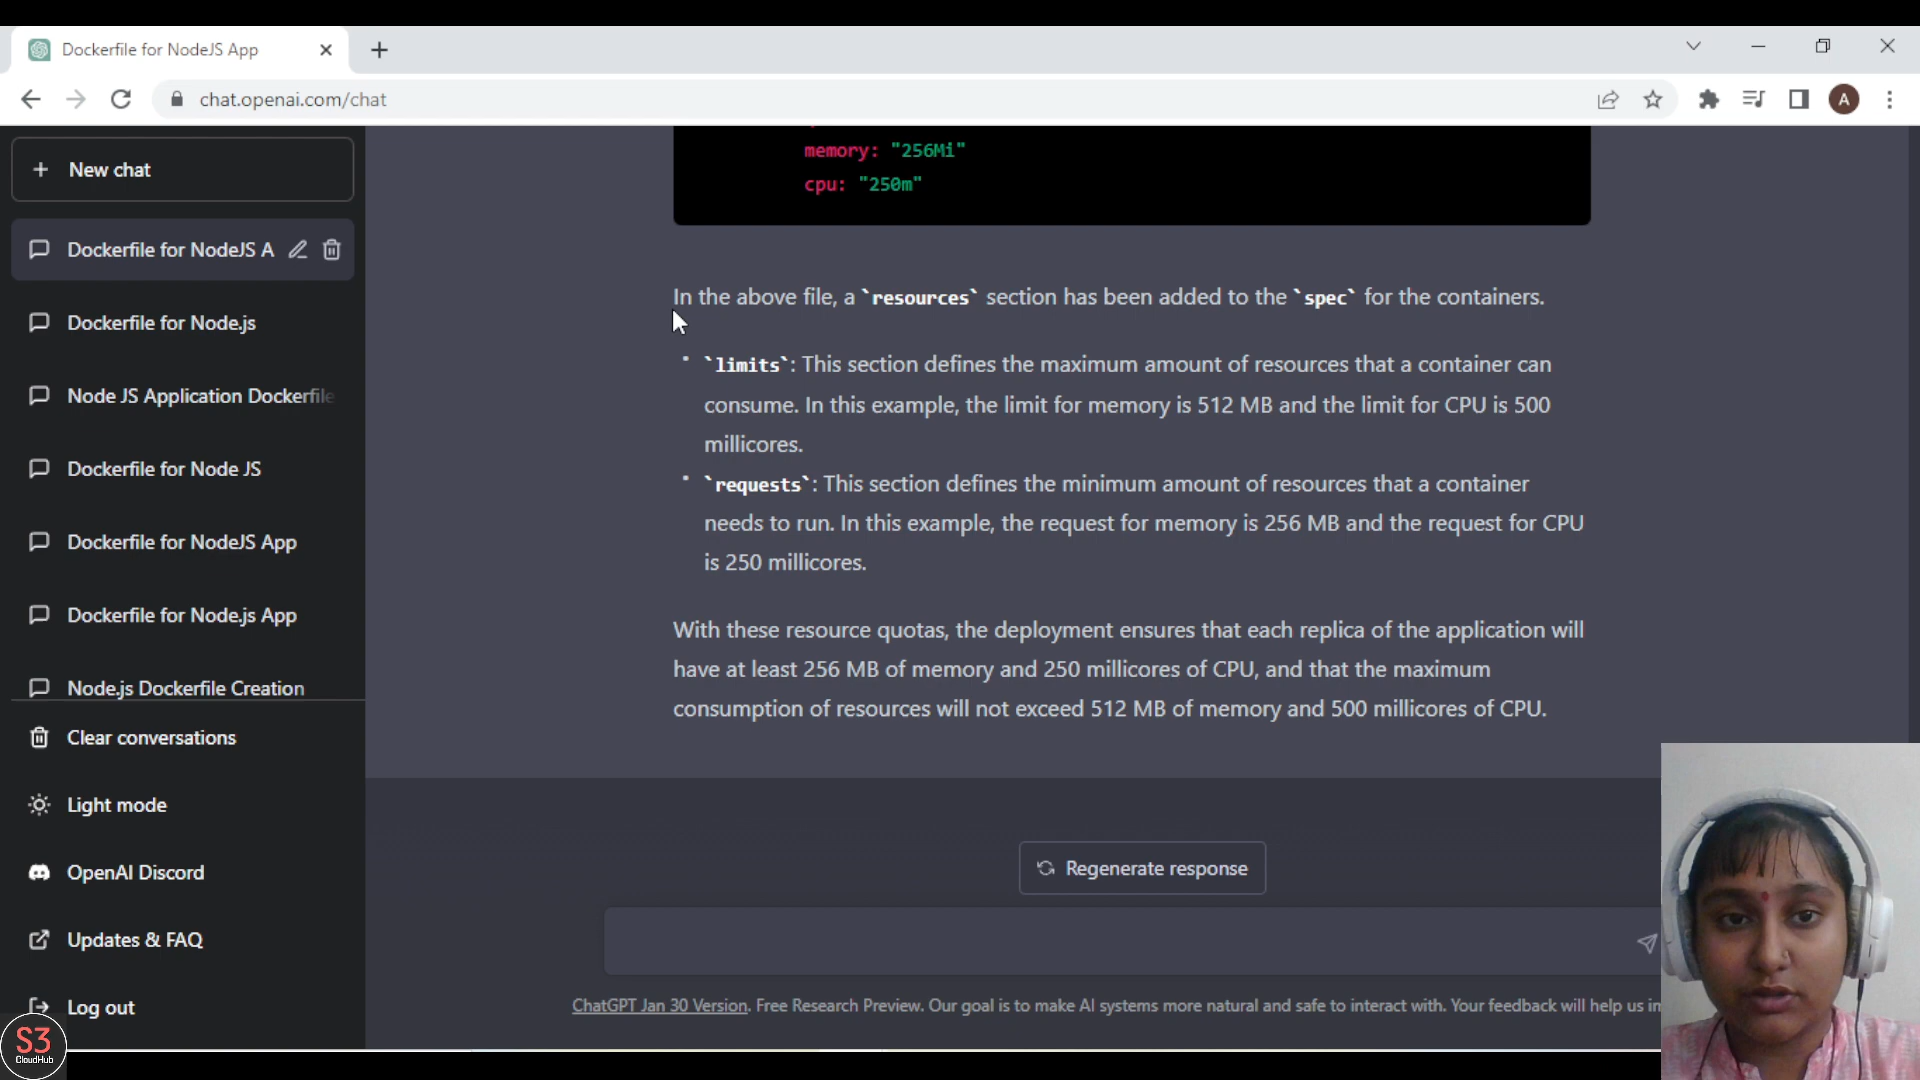 Dockerfile for NodeJS App
chat.openai.com/chat
A
New chat
Dockerfile for NodeJS A
Dockerfile for Node.js
Node JS Application Dockerfile
Dockerfile for Node JS
Dockerfile for NodeJS App
Dockerfile for Node.js App
Node.js Dockerfile Creation
Clear conversations
Light mode
OpenAI Discord
Updates & FAQ
Log out
S3
CloudHub
memory: "256Mi"
cpu: "250m"
In the above file, a `resources` section has been added to the `spec` for the containers.
`limits`: This section defines the maximum amount of resources that a container can
consume. In this example, the limit for memory is 512 MB and the limit for CPU is 500
millicores.
`requests`: This section defines the minimum amount of resources that a container
needs to run. In this example, the request for memory is 256 MB and the request for CPU
is 250 millicores.
With these resource quotas, the deployment ensures that each replica of the application will
have at least 256 MB of memory and 250 millicores of CPU, and that the maximum
consumption of resources will not exceed 512 MB of memory and 500 millicores of CPU.
Regenerate response
ChatGPT Jan 30 Version. Free Research Preview. Our goal is to make AI systems more natural and safe to interact with. Your feedback will help us